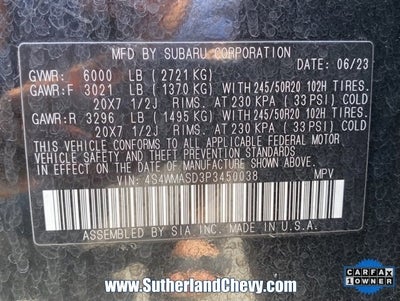 MFD BY SUBARU CORPORATION
DATE: 06/23
GVWR: 6000 LB (2721 KG)
GAWR:F 3021 LB (1370 KG) WITH 245/50R20 102H TIRES.
20X7 1/2J RIMS. AT 230 KPA (33 PSI) COLD
GAWR:R 3296 LB (1495 KG) WITH 245/50R20 102H TIRES.
20X7 1/2J RIMS. AT 230 KPA (33 PSI) COLD
THIS VEHICLE CONFORMS TO ALL APPLICABLE FEDERAL MOTOR
VEHICLE SAFETY STANDARDS IN EFFECT ON THE
DATE OF MANUFACTURE SHOWN ABOVE.
VIN: 4S4WMASD3P3450038 MPV
ASSEMBLED BY SIA INC. MADE IN U.S.A.
www.SutherlandChevy.com
CARFAX
1 OWNER